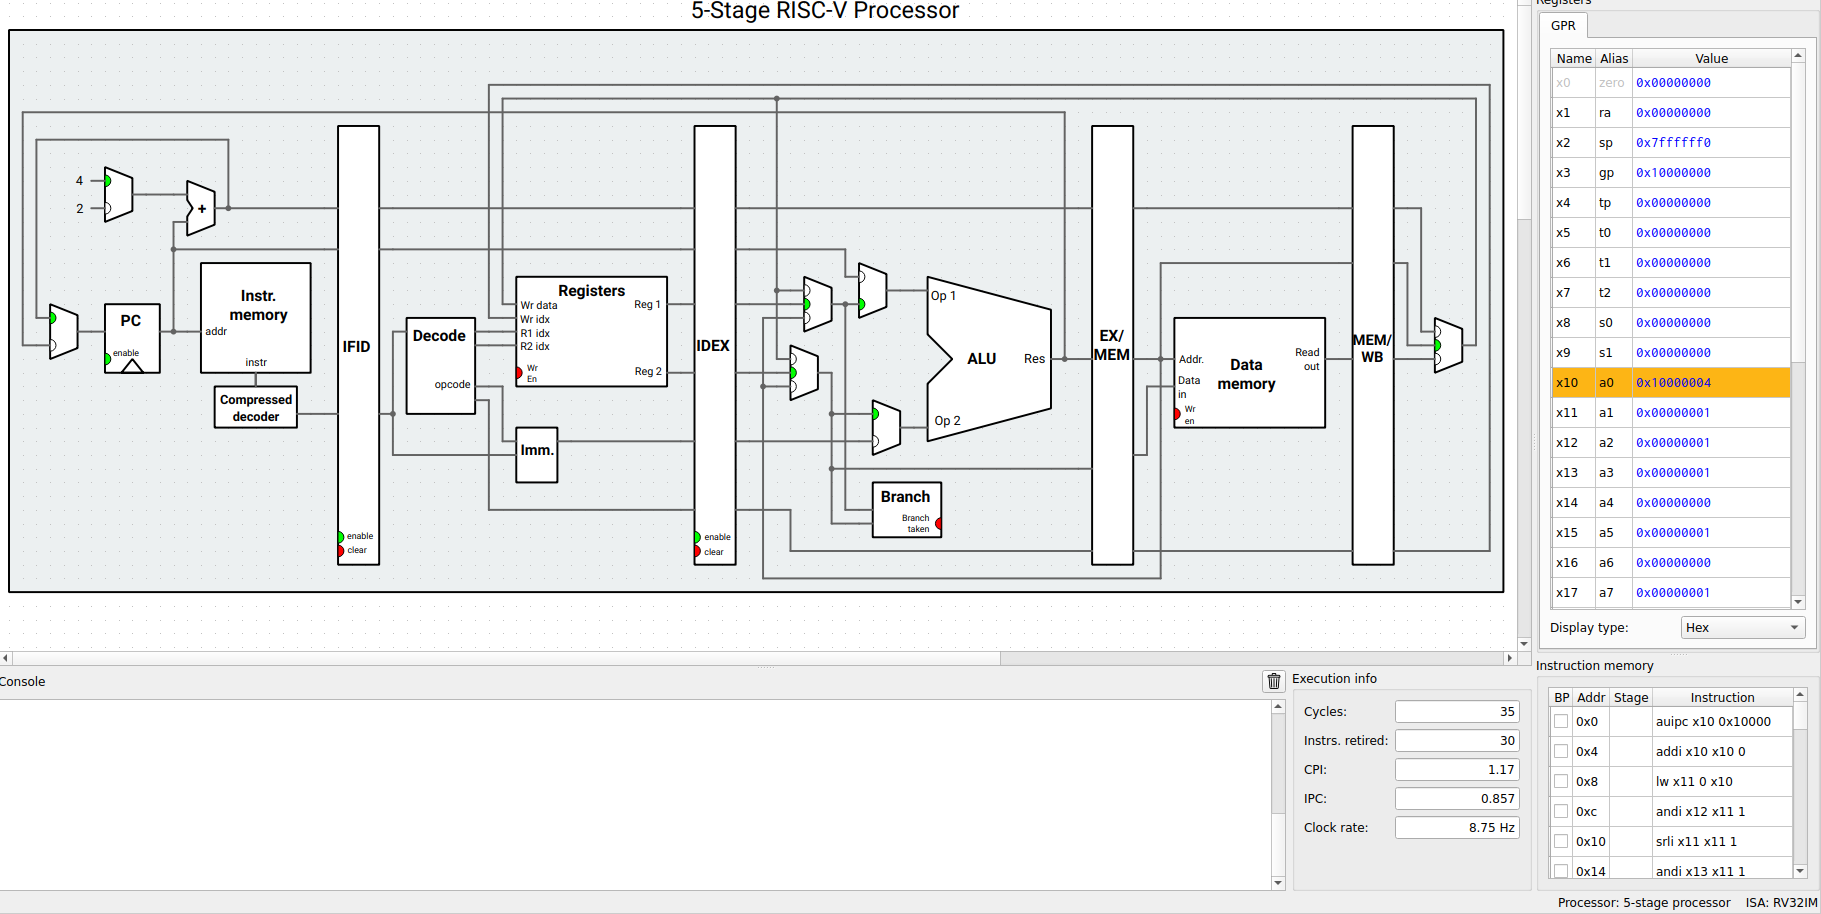 5-Stage RISC-V Processor
4
2
+
PC
enable
Instr.
memory
addr
instr
Compressed
decoder
IFID
enable
clear
Decode
opcode
Registers
Wr data
Wr idx
R1 idx
R2 idx
Wr
En
Reg 1
Reg 2
Imm.
IDEX
enable
clear
Op 1
ALU
Res
Op 2
Branch
Branch
taken
EX/
MEM
Addr.
Data
in
Wr
en
Data
memory
Read
out
MEM/
WB
Registers
GPR
Name Alias Value
x0 zero 0x00000000
x1 ra 0x00000000
x2 sp 0x7ffffff0
x3 gp 0x10000000
x4 tp 0x00000000
x5 t0 0x00000000
x6 t1 0x00000000
x7 t2 0x00000000
x8 s0 0x00000000
x9 s1 0x00000000
x10 a0 0x10000004
x11 a1 0x00000001
x12 a2 0x00000001
x13 a3 0x00000001
x14 a4 0x00000000
x15 a5 0x00000001
x16 a6 0x00000000
x17 a7 0x00000001
Display type: Hex
Console
Execution info
Cycles: 35
Instrs. retired: 30
CPI: 1.17
IPC: 0.857
Clock rate: 8.75 Hz
Instruction memory
BP Addr Stage Instruction
0x0 auipc x10 0x10000
0x4 addi x10 x10 0
0x8 lw x11 0 x10
0xc andi x12 x11 1
0x10 srli x11 x11 1
0x14 andi x13 x11 1
Processor: 5-stage processor ISA: RV32IM